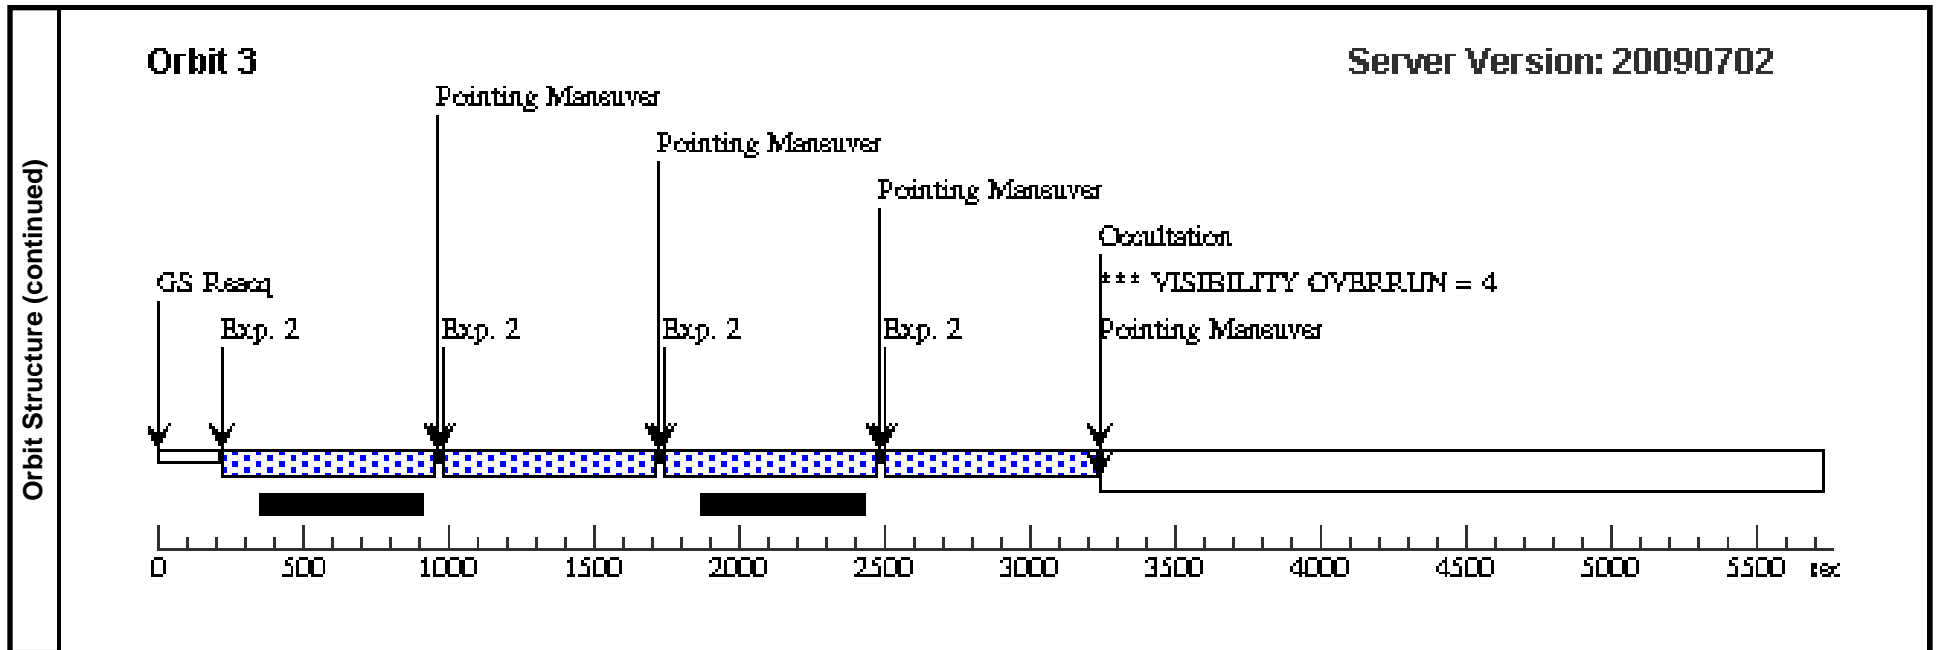 Orbit Structure (continued)
Orbit 3
Server Version: 20090702
Pointing Maneuver
Pointing Maneuver
Pointing Maneuver
Occultation
GS Reacq
*** VISIBILITY OVERRUN = 4
Exp. 2
Exp. 2
Exp. 2
Exp. 2
Pointing Maneuver
0 500 1000 1500 2000 2500 3000 3500 4000 4500 5000 5500 sec